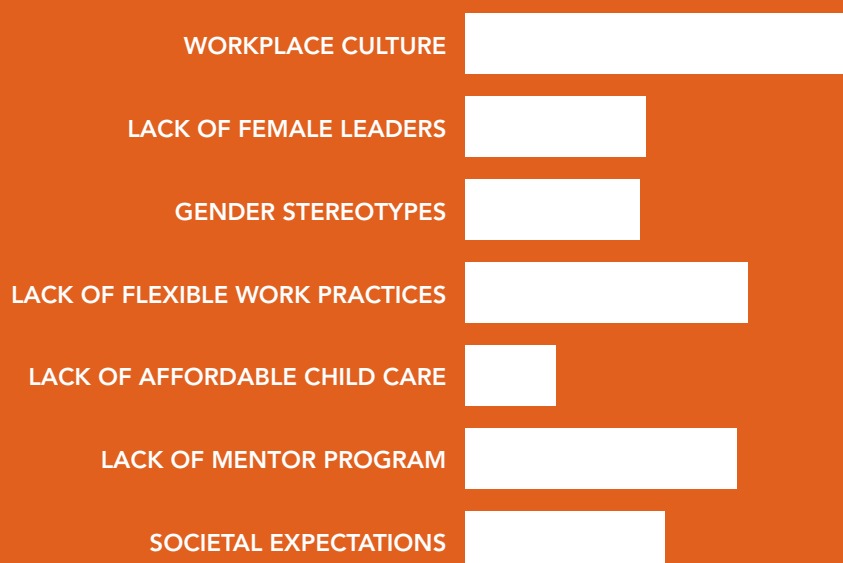 WORKPLACE CULTURE
LACK OF FEMALE LEADERS
GENDER STEREOTYPES
LACK OF FLEXIBLE WORK PRACTICES
LACK OF AFFORDABLE CHILD CARE
LACK OF MENTOR PROGRAM
SOCIETAL EXPECTATIONS